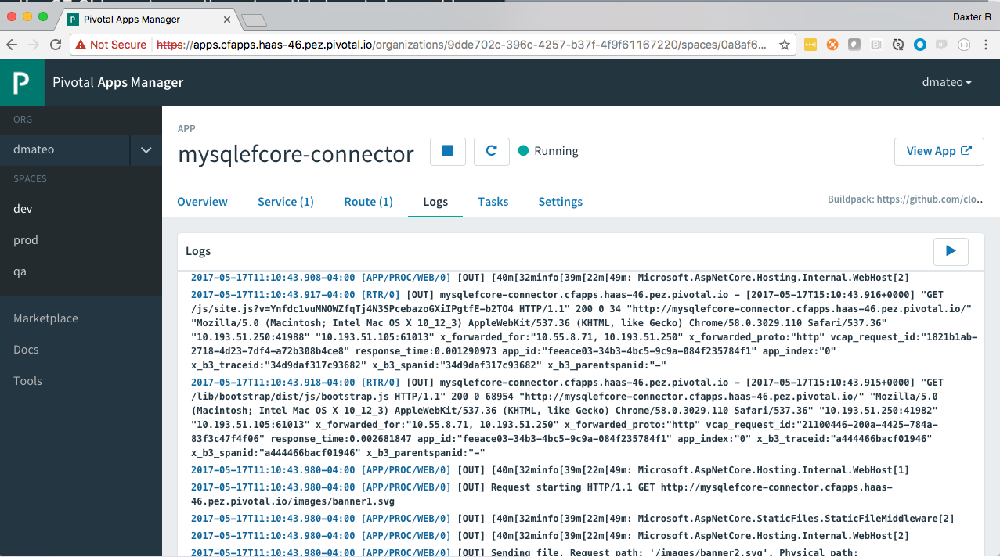 Pivotal Apps Manager
Daxter R
Not Secure https://apps.cfapps.haas-46.pez.pivotal.io/organizations/9dde702c-396c-4257-b37f-4f9f61167220/spaces/0a8af6...
P Pivotal Apps Manager
dmateo
ORG
dmateo
SPACES
dev
prod
qa
Marketplace
Docs
Tools
APP
mysqlefcore-connector
Running
View App
Overview Service (1) Route (1) Logs Tasks Settings
Buildpack: https://github.com/clo..
Logs
2017-05-17T11:10:43.908-04:00 [APP/PROC/WEB/0] [OUT] [40m[32minfo[39m[22m[49m: Microsoft.AspNetCore.Hosting.Internal.WebHost[2]
2017-05-17T11:10:43.917-04:00 [RTR/0] [OUT] mysqlefcore-connector.cfapps.haas-46.pez.pivotal.io - [2017-05-17T15:10:43.916+0000] "GET
/js/site.js?v=Ynfdc1vuMNOWZfqTj4N3SPcebazoGXiIPgtfE-b2TO4 HTTP/1.1" 200 0 34 "http://mysqlefcore-connector.cfapps.haas-46.pez.pivotal.io/"
"Mozilla/5.0 (Macintosh; Intel Mac OS X 10_12_3) AppleWebKit/537.36 (KHTML, like Gecko) Chrome/58.0.3029.110 Safari/537.36"
"10.193.51.250:41988" "10.193.51.105:61013" x_forwarded_for:"10.55.8.71, 10.193.51.250" x_forwarded_proto:"http" vcap_request_id:"1821b1ab-
2718-4d23-7df4-a72b308b4ce8" response_time:0.001290973 app_id:"feeace03-34b3-4bc5-9c9a-084f235784f1" app_index:"0"
x_b3_traceid:"34d9daf317c93682" x_b3_spanid:"34d9daf317c93682" x_b3_parentspanid:"-"
2017-05-17T11:10:43.918-04:00 [RTR/0] [OUT] mysqlefcore-connector.cfapps.haas-46.pez.pivotal.io - [2017-05-17T15:10:43.915+0000] "GET
/lib/bootstrap/dist/js/bootstrap.js HTTP/1.1" 200 0 68954 "http://mysqlefcore-connector.cfapps.haas-46.pez.pivotal.io/" "Mozilla/5.0
(Macintosh; Intel Mac OS X 10_12_3) AppleWebKit/537.36 (KHTML, like Gecko) Chrome/58.0.3029.110 Safari/537.36" "10.193.51.250:41982"
"10.193.51.105:61013" x_forwarded_for:"10.55.8.71, 10.193.51.250" x_forwarded_proto:"http" vcap_request_id:"21100446-200a-4425-784a-
83f3c47f4f06" response_time:0.002681847 app_id:"feeace03-34b3-4bc5-9c9a-084f235784f1" app_index:"0" x_b3_traceid:"a444466bacf01946"
x_b3_spanid:"a444466bacf01946" x_b3_parentspanid:"-"
2017-05-17T11:10:43.980-04:00 [APP/PROC/WEB/0] [OUT] [40m[32minfo[39m[22m[49m: Microsoft.AspNetCore.Hosting.Internal.WebHost[1]
2017-05-17T11:10:43.980-04:00 [APP/PROC/WEB/0] [OUT] Request starting HTTP/1.1 GET http://mysqlefcore-connector.cfapps.haas-
46.pez.pivotal.io/images/banner1.svg
2017-05-17T11:10:43.980-04:00 [APP/PROC/WEB/0] [OUT] [40m[32minfo[39m[22m[49m: Microsoft.AspNetCore.StaticFiles.StaticFileMiddleware[2]
2017-05-17T11:10:43.980-04:00 [APP/PROC/WEB/0] [OUT] [40m[32minfo[39m[22m[49m: Microsoft.AspNetCore.Hosting.Internal.WebHost[2]
2017-05-17T11:10:43.980-04:00 [APP/PROC/WEB/0] [OUT] Sending file. Request path: '/images/banner2.svg'. Physical path: